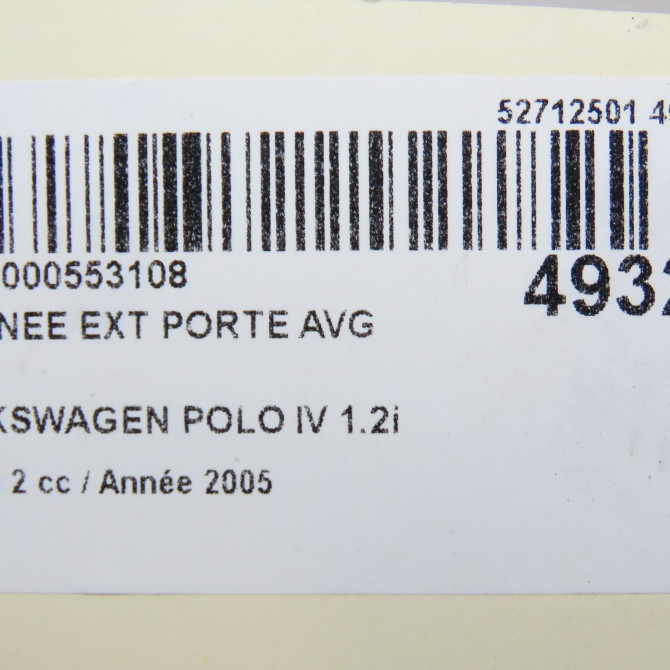 52712501 49
000553108
4932
NEE EXT PORTE AVG
KSWAGEN POLO IV 1.2i
2 cc / Année 2005